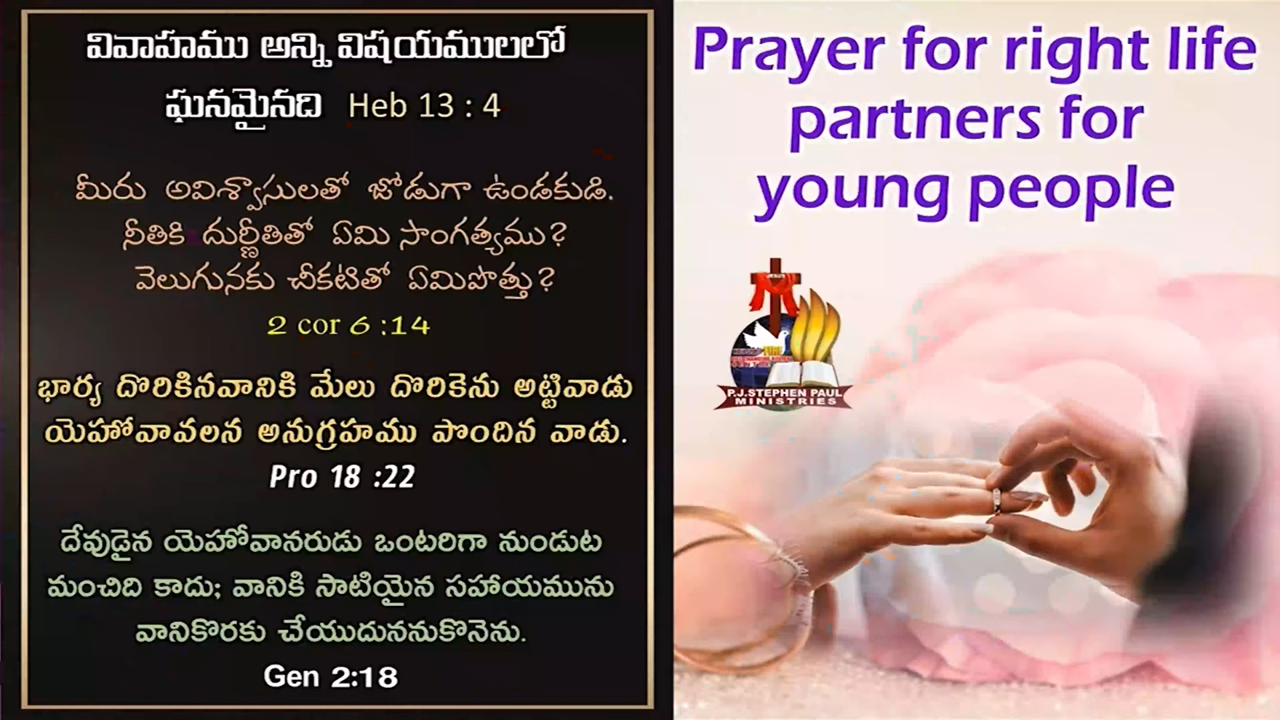 వివాహము అన్ని విషయములలో
ఘనమైనది Heb 13 : 4
మీరు అవిశ్వాసులతో జోడుగా ఉండకుడి.
నీతికి దుర్ణీతితో ఏమి సాంగత్యము?
వెలుగునకు చీకటితో ఏమిపొత్తు?
2 cor 6 :14
భార్య దొరికినవానికి మేలు దొరికెను అట్టివాడు
యెహోవావలన అనుగ్రహము పొందిన వాడు.
Pro 18 :22
దేవుడైన యెహోవానరుడు ఒంటరిగా నుండుట
మంచిది కాదు; వానికి సాటియైన సహాయమును
వానికొరకు చేయుదుననుకొనెను.
Gen 2:18
Prayer for right life
partners for
young people
P.J.STEPHEN PAUL
MINISTRIES